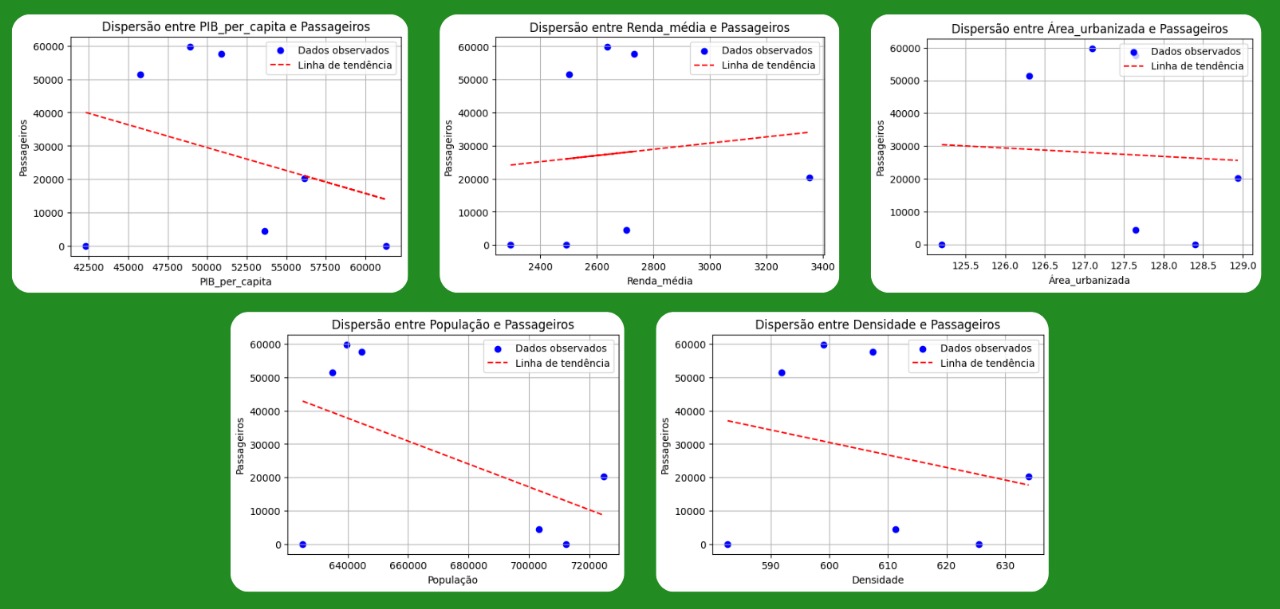 Dispersão entre PIB_per_capita e Passageiros
Dados observados
Linha de tendência
60000
50000
40000
30000
20000
10000
0
Passageiros
42500 45000 47500 50000 52500 55000 57500 60000
PIB_per_capita
Dispersão entre Renda_média e Passageiros
Dados observados
Linha de tendência
60000
50000
40000
30000
20000
10000
0
Passageiros
2400 2600 2800 3000 3200 3400
Renda_média
Dispersão entre Área_urbanizada e Passageiros
Dados observados
Linha de tendência
60000
50000
40000
30000
20000
10000
0
Passageiros
125.5 126.0 126.5 127.0 127.5 128.0 128.5 129.0
Área_urbanizada
Dispersão entre População e Passageiros
Dados observados
Linha de tendência
60000
50000
40000
30000
20000
10000
0
Passageiros
640000 660000 680000 700000 720000
População
Dispersão entre Densidade e Passageiros
Dados observados
Linha de tendência
60000
50000
40000
30000
20000
10000
0
Passageiros
590 600 610 620 630
Densidade